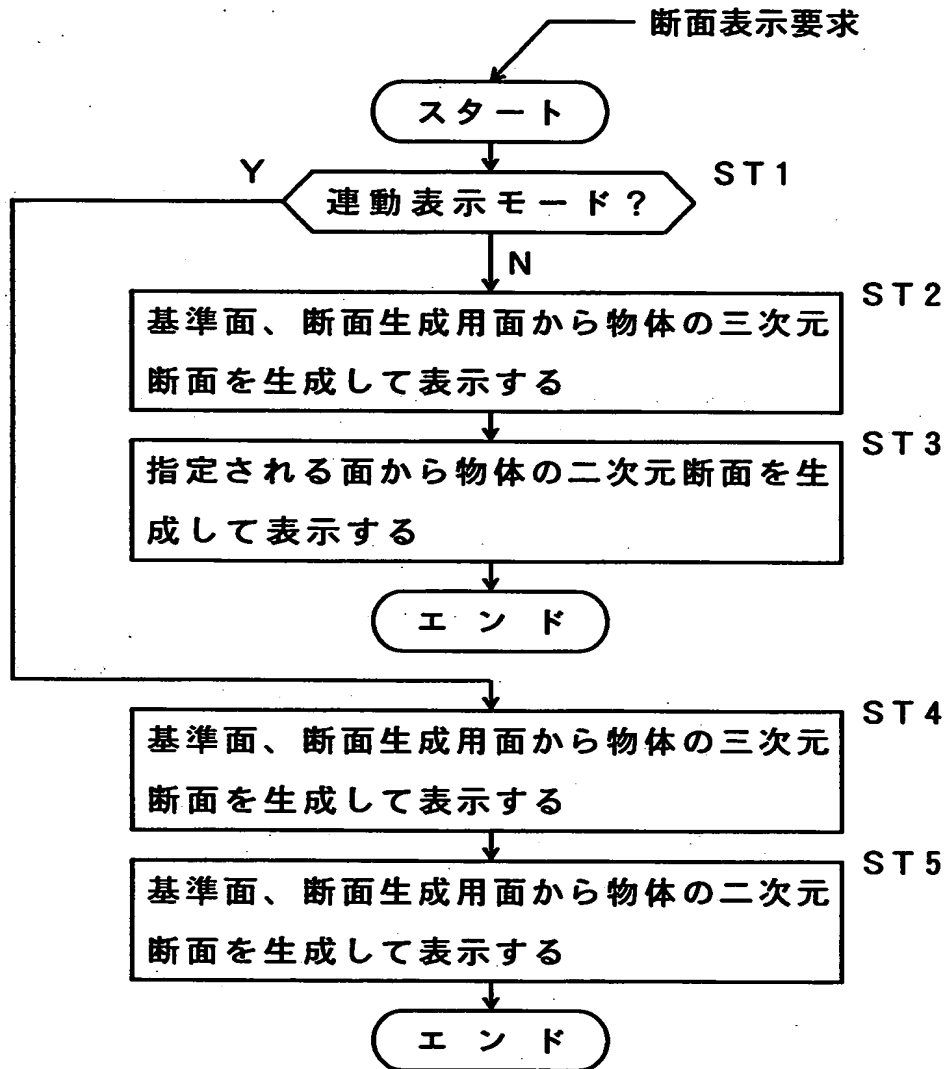 断面表示要求
スタート
Y
連動表示モード?
ST1
N
ST2
基準面、断面生成用面から物体の三次元
断面を生成して表示する
ST3
指定される面から物体の二次元断面を生
成して表示する
エンド
ST4
基準面、断面生成用面から物体の三次元
断面を生成して表示する
ST5
基準面、断面生成用面から物体の二次元
断面を生成して表示する
エンド